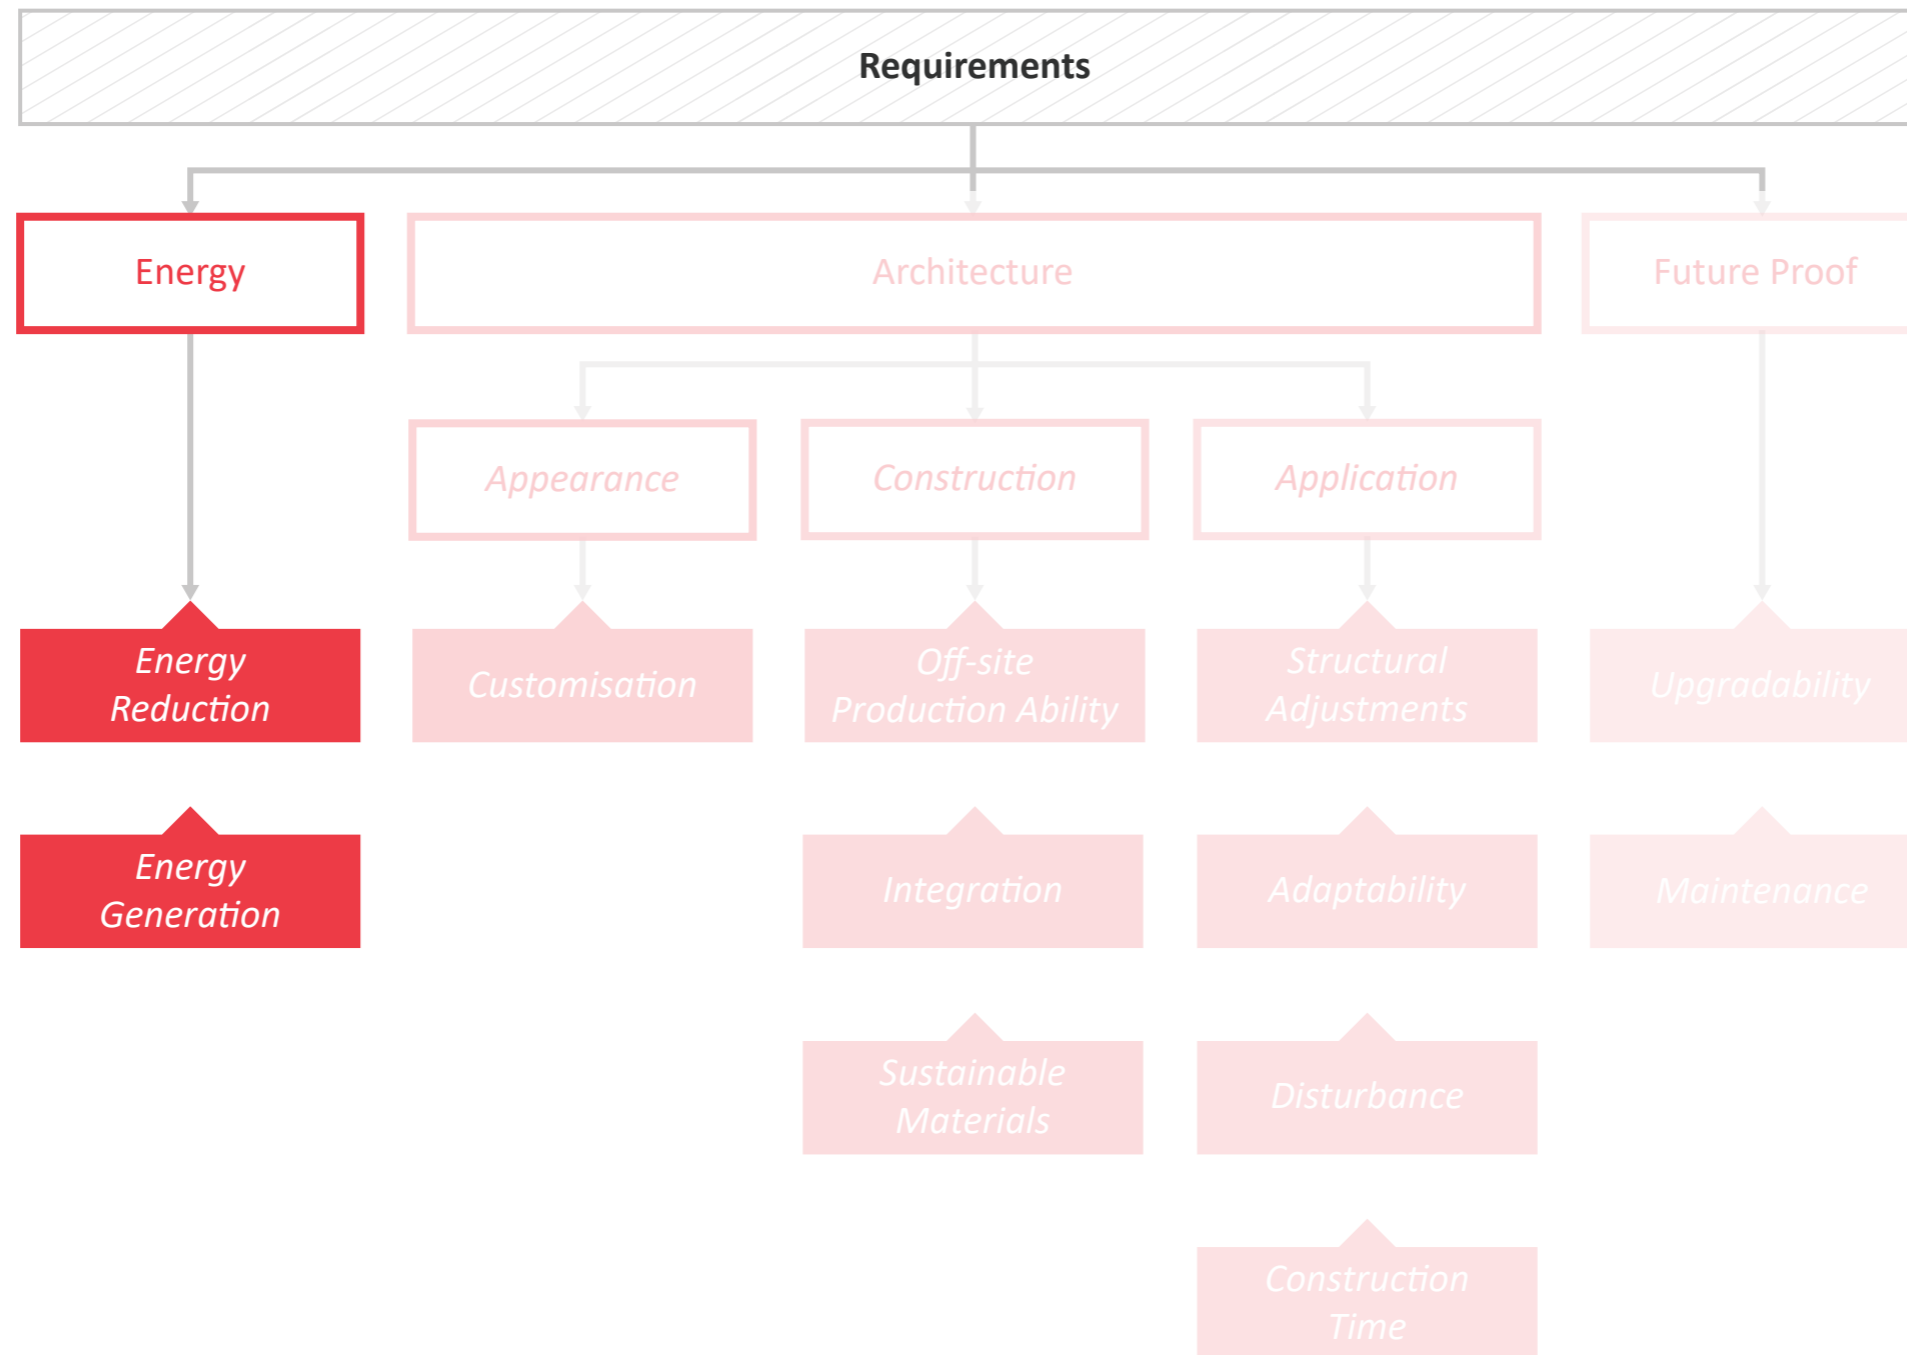 Requirements
Energy
Architecture
Future Proof
Appearance
Construction
Application
Energy
Reduction
Customisation
Off-site
Production Ability
Structural
Adjustments
Upgradability
Energy
Generation
Integration
Adaptability
Maintenance
Sustainable
Materials
Disturbance
Construction
Time